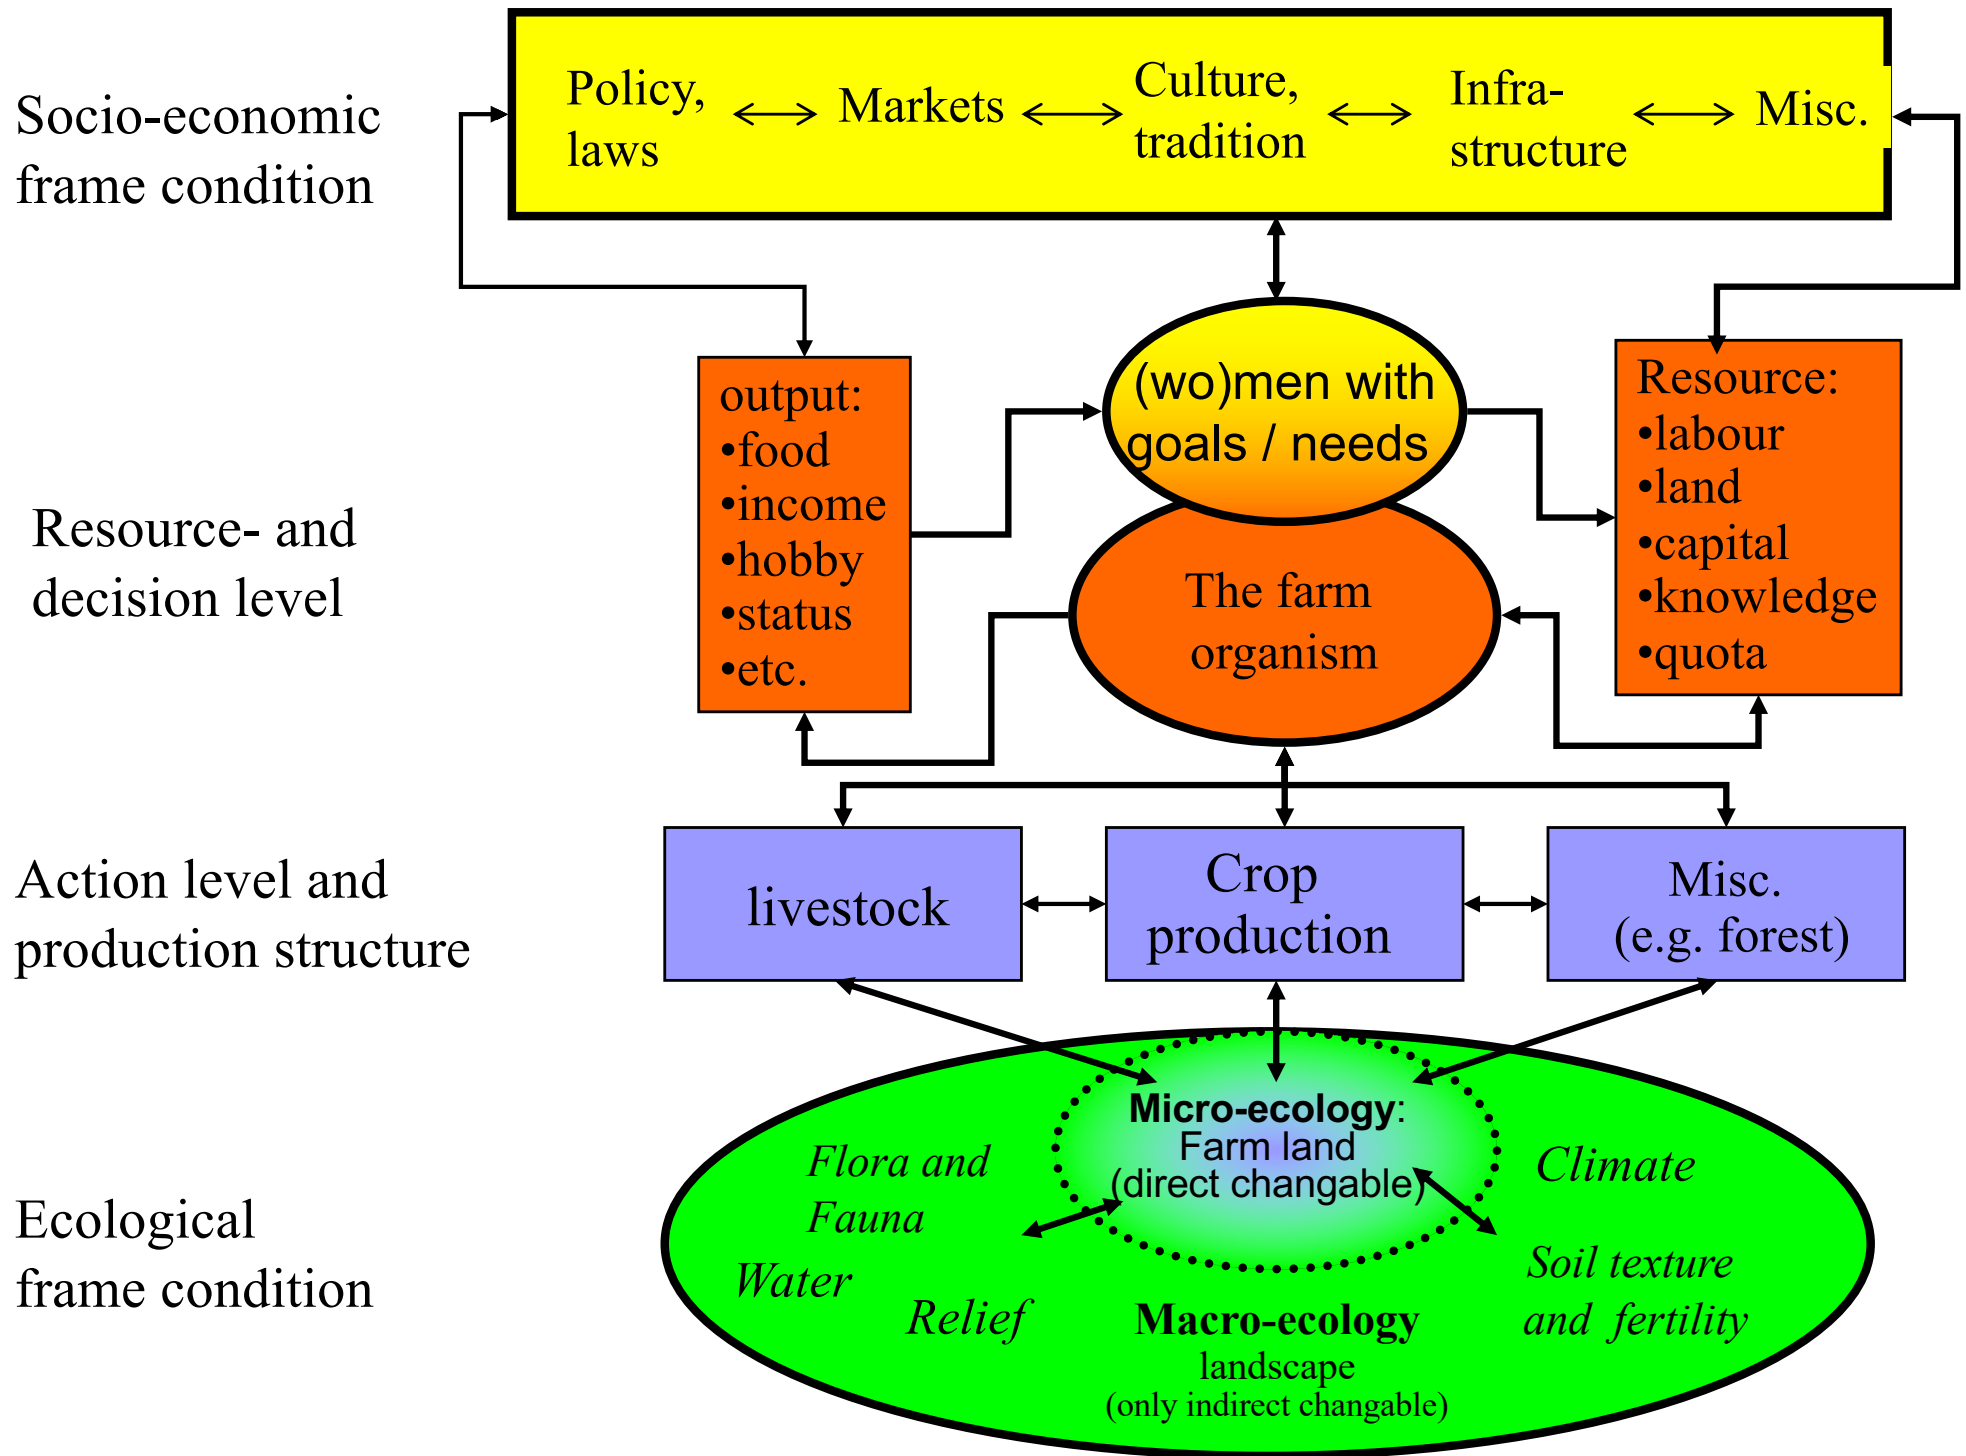 Socio-economic
frame condition
Policy,
laws
Markets
Culture,
tradition
Infra-
structure
Misc.
Resource- and
decision level
output:
•food
•income
•hobby
•status
•etc.
(wo)men with
goals / needs
The farm
organism
Resource:
•labour
•land
•capital
•knowledge
•quota
Action level and
production structure
livestock
Crop
production
Misc.
(e.g. forest)
Ecological
frame condition
Micro-ecology:
Farm land
(direct changable)
Flora and
Fauna
Water
Relief
Climate
Soil texture
and fertility
Macro-ecology
landscape
(only indirect changable)